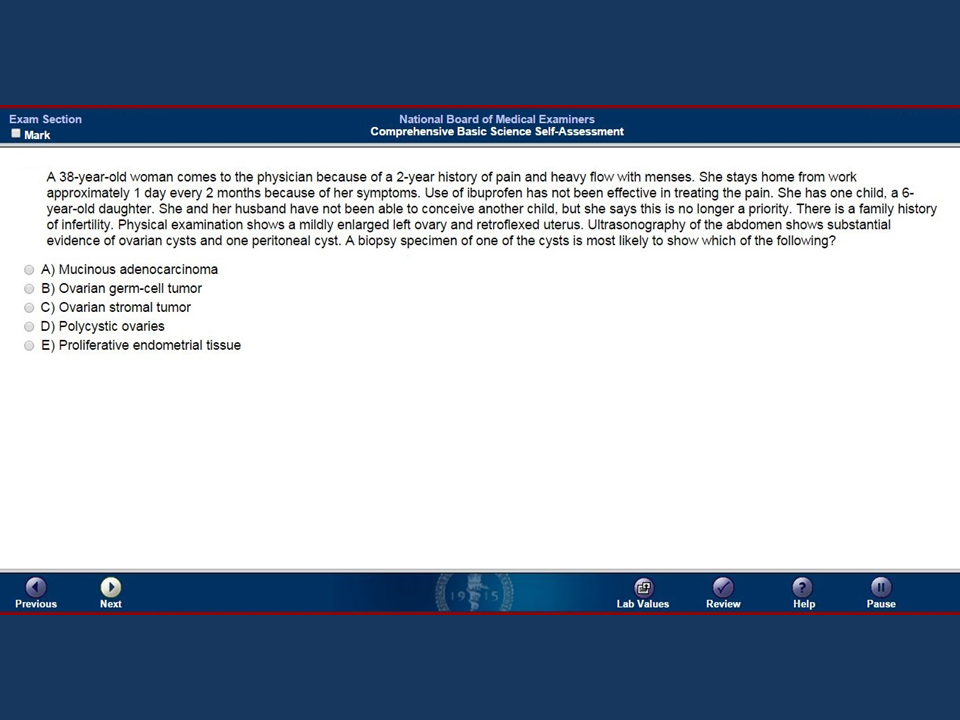 Exam Section
National Board of Medical Examiners
Mark
Comprehensive Basic Science Self-Assessment
A 38-year-old woman comes to the physician because of a 2-year history of pain and heavy flow with menses. She stays home from work
approximately 1 day every 2 months because of her symptoms. Use of ibuprofen has not been effective in treating the pain. She has one child, a 6-
year-old daughter. She and her husband have not been able to conceive another child, but she says this is no longer a priority. There is a family history
of infertility. Physical examination shows a mildly enlarged left ovary and retroflexed uterus. Ultrasonography of the abdomen shows substantial
evidence of ovarian cysts and one peritoneal cyst. A biopsy specimen of one of the cysts is most likely to show which of the following?
A) Mucinous adenocarcinoma
B) Ovarian germ-cell tumor
C) Ovarian stromal tumor
D) Polycystic ovaries
E) Proliferative endometrial tissue
Previous
Next
19 15
Lab Values
Review
Help
Pause